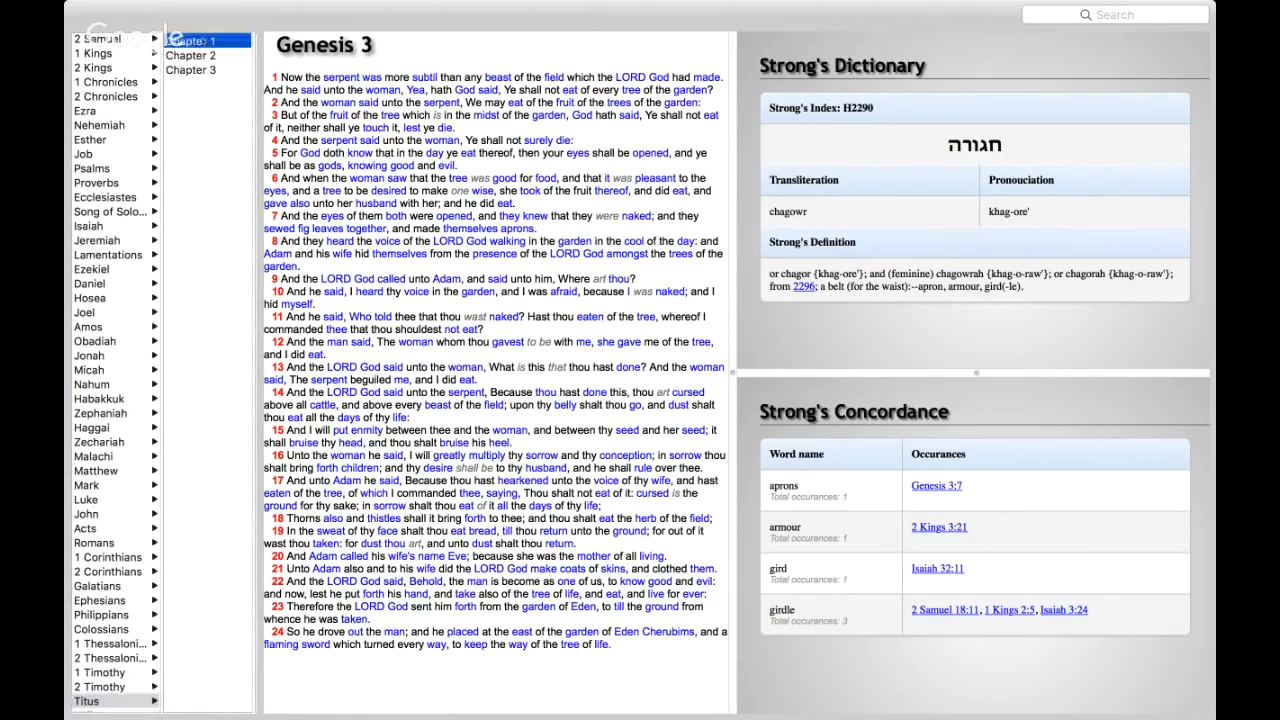 Search
2 Samuel
1 Kings
2 Kings
1 Chronicles
2 Chronicles
Ezra
Nehemiah
Esther
Job
Psalms
Proverbs
Ecclesiastes
Song of Solo...
Isaiah
Jeremiah
Lamentations
Ezekiel
Daniel
Hosea
Joel
Amos
Obadiah
Jonah
Micah
Nahum
Habakkuk
Zephaniah
Haggai
Zechariah
Malachi
Matthew
Mark
Luke
John
Acts
Romans
1 Corinthians
2 Corinthians
Galatians
Ephesians
Philippians
Colossians
1 Thessaloni...
2 Thessaloni...
1 Timothy
2 Timothy
Titus
Chapter 1
Chapter 2
Chapter 3
Genesis 3
1 Now the serpent was more subtil than any beast of the field which the LORD God had made.
And he said unto the woman, Yea, hath God said, Ye shall not eat of every tree of the garden?
2 And the woman said unto the serpent, We may eat of the fruit of the trees of the garden:
3 But of the fruit of the tree which is in the midst of the garden, God hath said, Ye shall not eat
of it, neither shall ye touch it, lest ye die.
4 And the serpent said unto the woman, Ye shall not surely die:
5 For God doth know that in the day ye eat thereof, then your eyes shall be opened, and ye
shall be as gods, knowing good and evil.
6 And when the woman saw that the tree was good for food, and that it was pleasant to the
eyes, and a tree to be desired to make one wise, she took of the fruit thereof, and did eat, and
gave also unto her husband with her; and he did eat.
7 And the eyes of them both were opened, and they knew that they were naked; and they
sewed fig leaves together, and made themselves aprons.
8 And they heard the voice of the LORD God walking in the garden in the cool of the day: and
Adam and his wife hid themselves from the presence of the LORD God amongst the trees of the
garden.
9 And the LORD God called unto Adam, and said unto him, Where art thou?
10 And he said, I heard thy voice in the garden, and I was afraid, because I was naked; and I
hid myself.
11 And he said, Who told thee that thou wast naked? Hast thou eaten of the tree, whereof I
commanded thee that thou shouldest not eat?
12 And the man said, The woman whom thou gavest to be with me, she gave me of the tree,
and I did eat.
13 And the LORD God said unto the woman, What is this that thou hast done? And the woman
said, The serpent beguiled me, and I did eat.
14 And the LORD God said unto the serpent, Because thou hast done this, thou art cursed
above all cattle, and above every beast of the field; upon thy belly shalt thou go, and dust shalt
thou eat all the days of thy life:
15 And I will put enmity between thee and the woman, and between thy seed and her seed; it
shall bruise thy head, and thou shalt bruise his heel.
16 Unto the woman he said, I will greatly multiply thy sorrow and thy conception; in sorrow thou
shalt bring forth children; and thy desire shall be to thy husband, and he shall rule over thee.
17 And unto Adam he said, Because thou hast hearkened unto the voice of thy wife, and hast
eaten of the tree, of which I commanded thee, saying, Thou shalt not eat of it: cursed is the
ground for thy sake; in sorrow shalt thou eat of it all the days of thy life;
18 Thorns also and thistles shall it bring forth to thee; and thou shalt eat the herb of the field;
19 In the sweat of thy face shalt thou eat bread, till thou return unto the ground; for out of it
wast thou taken: for dust thou art, and unto dust shalt thou return.
20 And Adam called his wife's name Eve; because she was the mother of all living.
21 Unto Adam also and to his wife did the LORD God make coats of skins, and clothed them.
22 And the LORD God said, Behold, the man is become as one of us, to know good and evil:
and now, lest he put forth his hand, and take also of the tree of life, and eat, and live for ever:
23 Therefore the LORD God sent him forth from the garden of Eden, to till the ground from
whence he was taken.
24 So he drove out the man; and he placed at the east of the garden of Eden Cherubims, and a
flaming sword which turned every way, to keep the way of the tree of life.
Strong's Dictionary
Strong's Index: H2290
חגורה
Transliteration Pronouciation
chagowr khag-ore'
Strong's Definition
or chagor {khag-ore'}; and (feminine) chagowrah {khag-o-raw'}; or chagorah {khag-o-raw'};
from 2296; a belt (for the waist):--apron, armour, gird(-le).
Strong's Concordance
Word name Occurances
aprons Genesis 3:7
Total occurances: 1
armour 2 Kings 3:21
Total occurances: 1
gird Isaiah 32:11
Total occurances: 1
girdle 2 Samuel 18:11, 1 Kings 2:5, Isaiah 3:24
Total occurances: 3